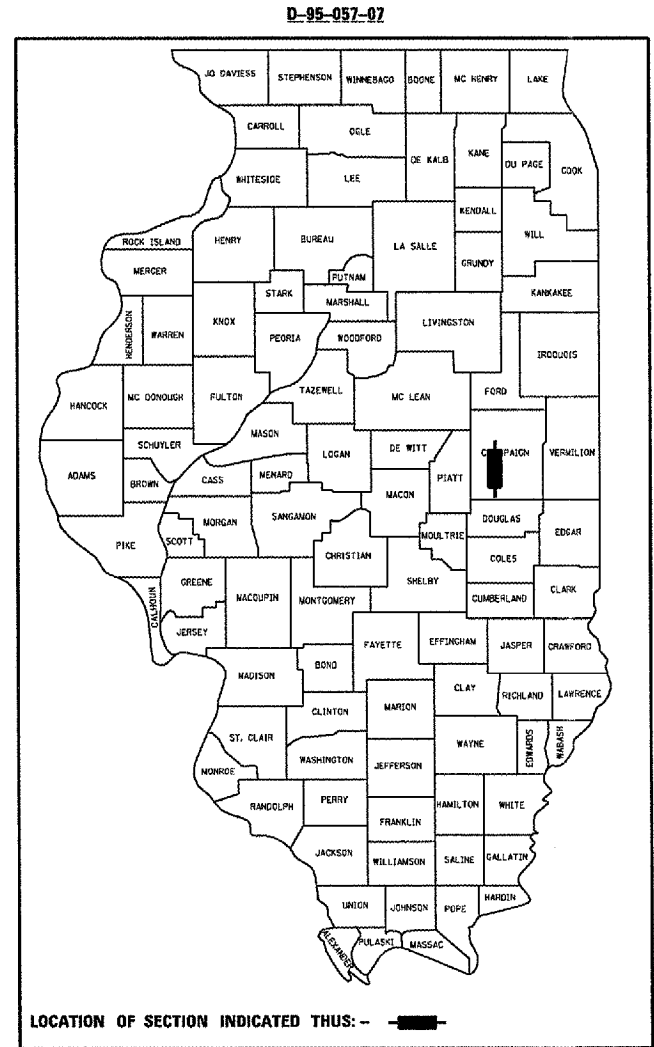 D-95-057-07
JO DAVIESS STEPHENSON WINNEBAGO BOONE MC HENRY LAKE
CARROLL OGLE DE KALB KANE DU PAGE COOK
WHITESIDE LEE KENDALL
ROCK ISLAND HENRY BUREAU LA SALLE GRUNDY WILL
MERCER STARK PUTNAM MARSHALL KANKAKEE
HENDERSON WARREN KNOX PEORIA WOODFORD LIVINGSTON IROQUOIS
HANCOCK MC DONOUGH FULTON TAZEWELL MC LEAN FORD
SCHUYLER MASON LOGAN DE WITT PIATT VERMILION
ADAMS BROWN CASS MENARD MACON
PIKE SCOTT MORGAN SANGAMON CHRISTIAN MOULTRIE DOUGLAS EDGAR
COLES
CALHOUN GREENE MACOUPIN MONTGOMERY SHELBY CUMBERLAND CLARK
JERSEY FAYETTE EFFINGHAM JASPER CRAWFORD
MADISON BOND CLAY RICHLAND LAWRENCE
CLINTON MARION
ST. CLAIR WASHINGTON JEFFERSON WAYNE EDWARDS WABASH
MONROE
RANDOLPH PERRY FRANKLIN HAMILTON WHITE
JACKSON WILLIAMSON SALINE GALLATIN
UNION JOHNSON POPE HARDIN
ALEXANDER PULASKI MASSAC
LOCATION OF SECTION INDICATED THUS: -